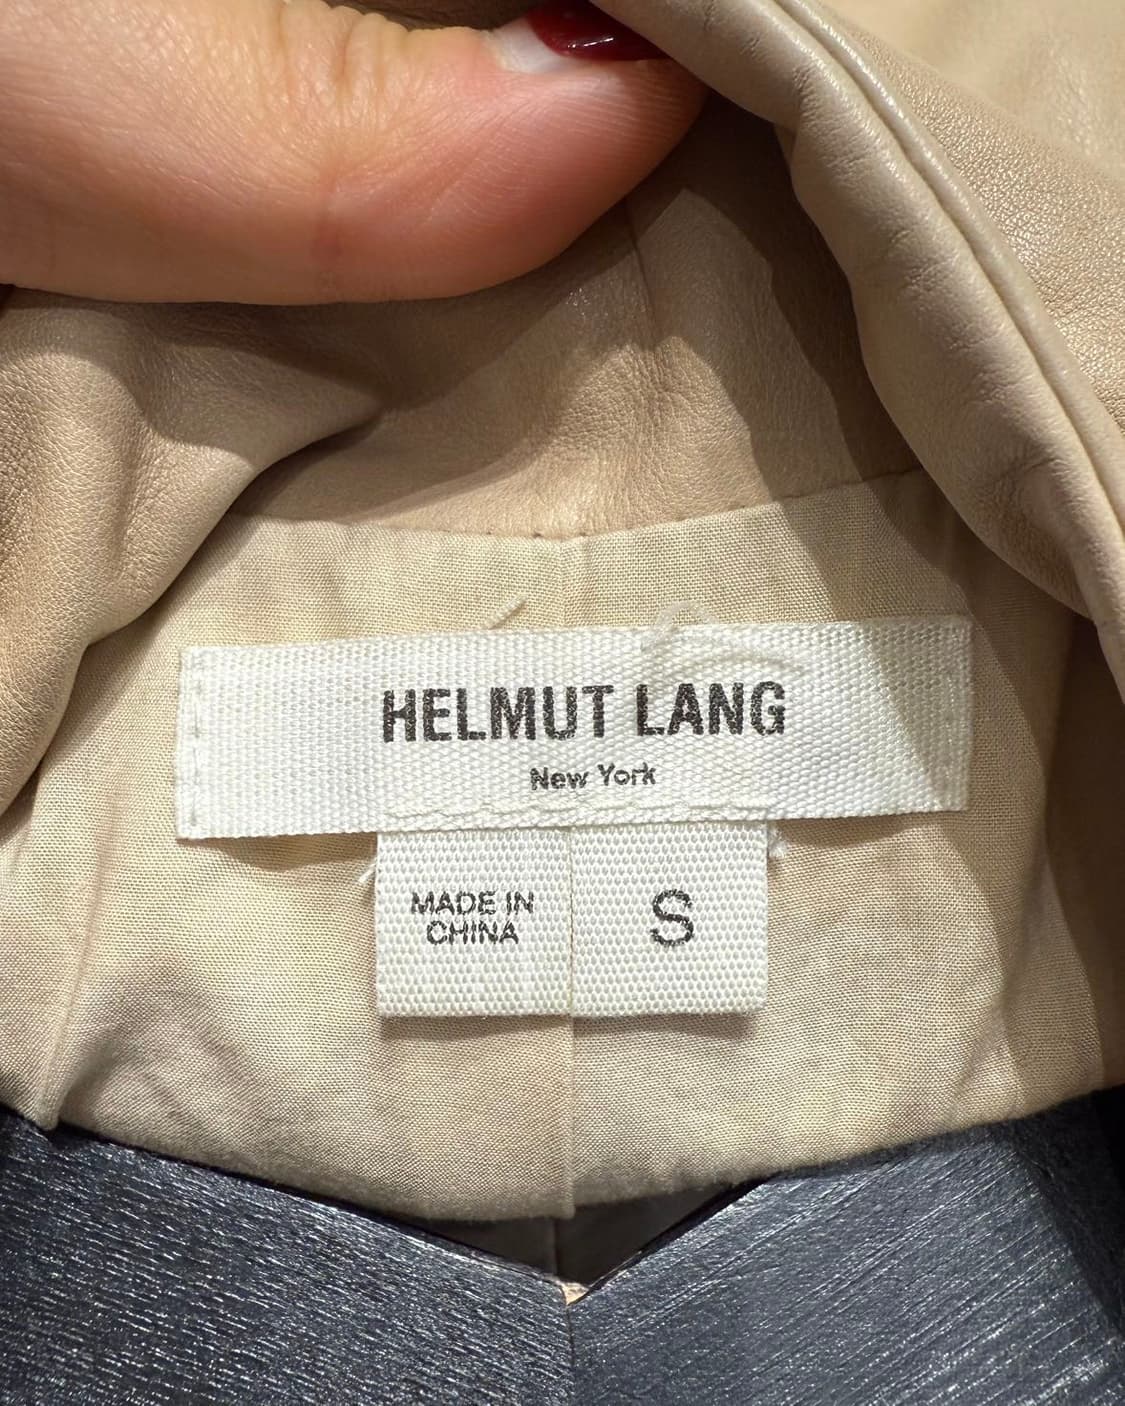 HELMUT LANG
New York
MADE IN
CHINA
S